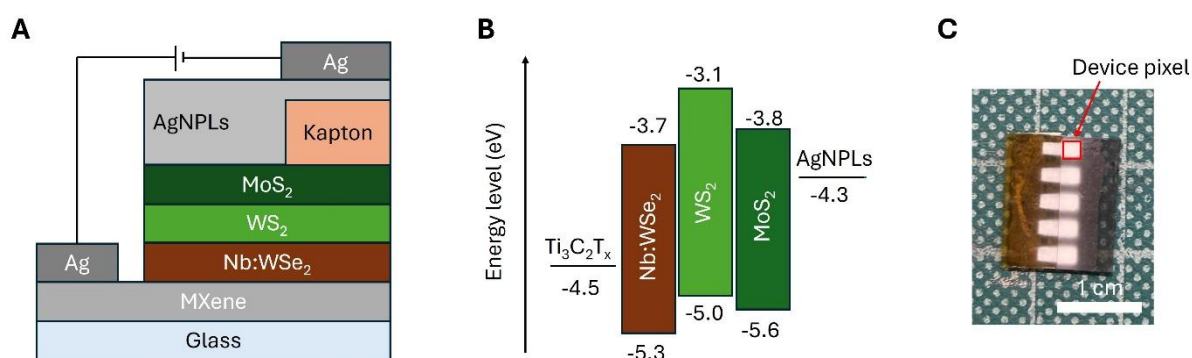 A
Ag
AgNPLs
Kapton
MoS₂
WS₂
Ag
Nb:WSe₂
MXene
Glass
B
Energy level (eV)
-3.1
-3.7
-3.8
AgNPLs
-4.3
Nb:WSe₂
WS₂
MoS₂
Ti₃C₂Tₓ
-4.5
-5.0
-5.6
-5.3
C
Device pixel
1 cm